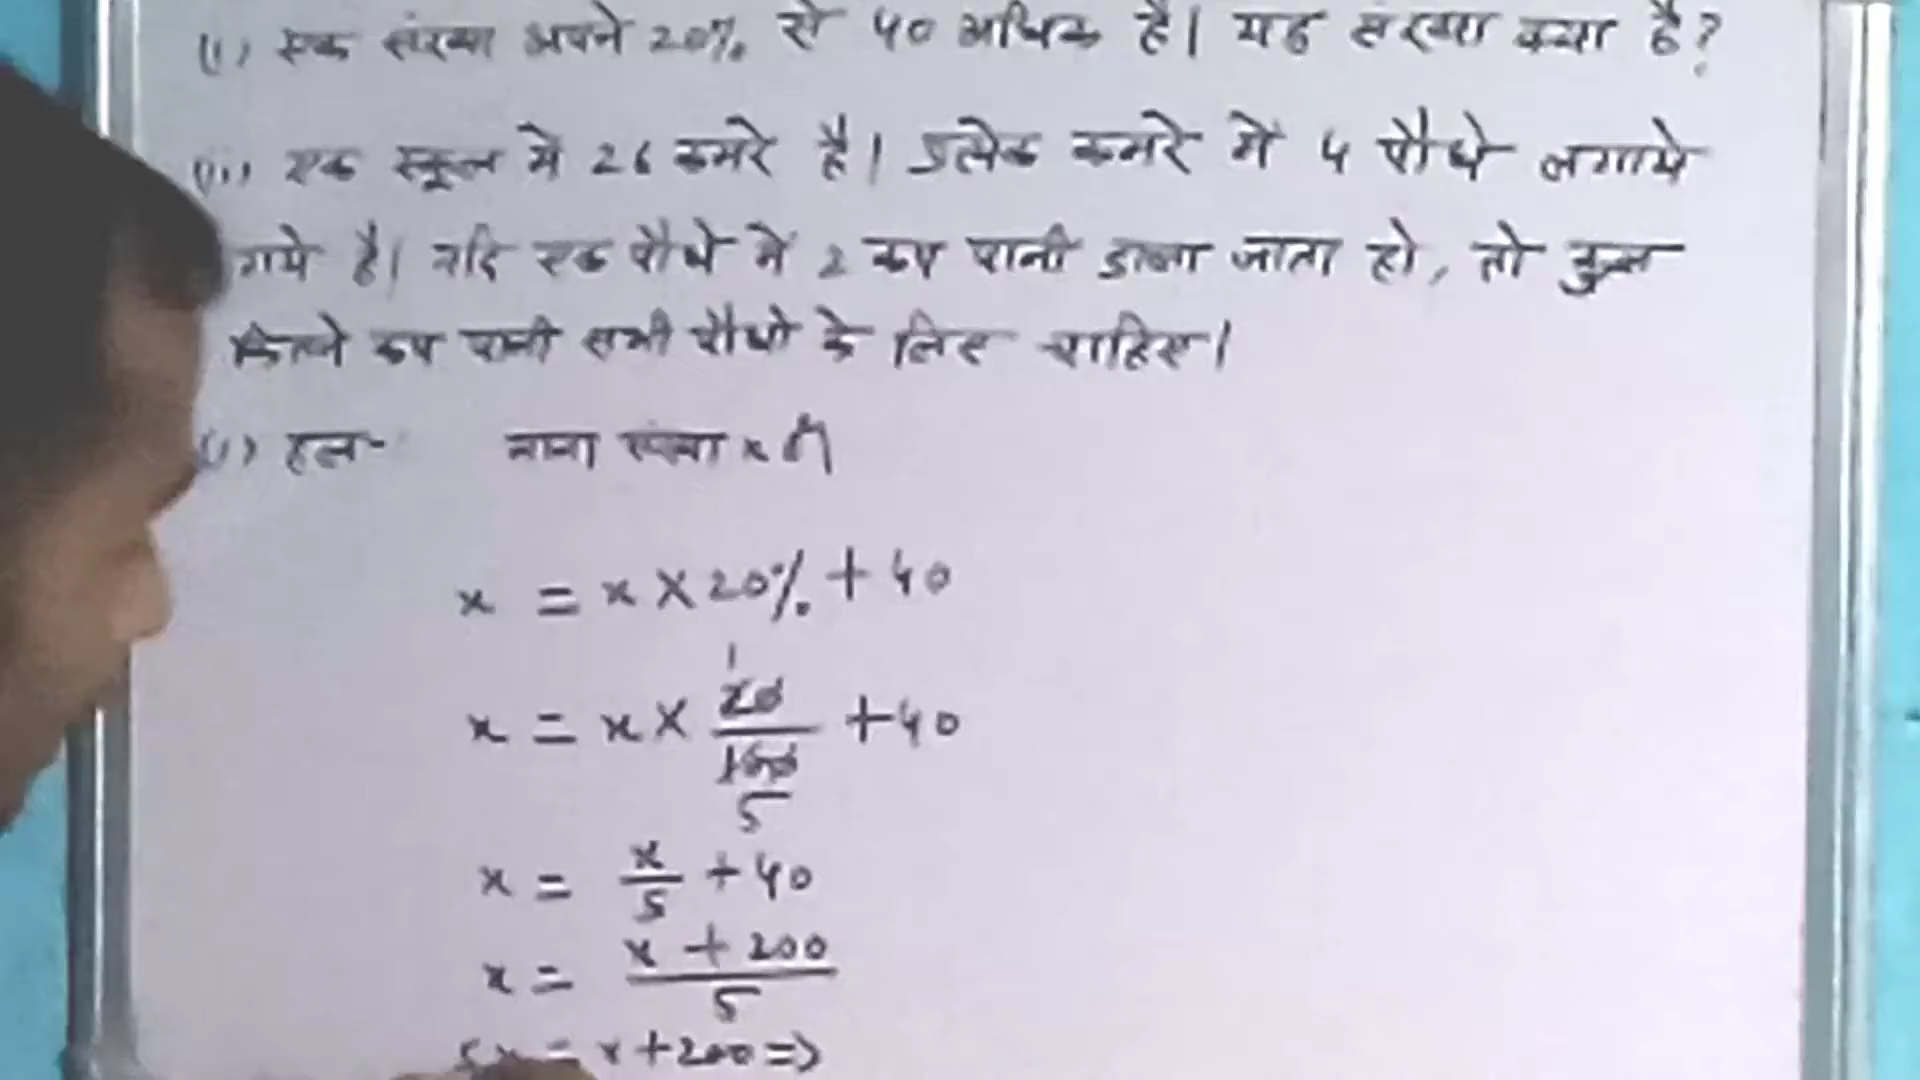 (i) एक संख्या अपने 20% से 40 अधिक है। यह संख्या क्या है?
(ii) एक स्कूल में 26 कमरे है। प्रत्येक कमरे में 4 पौधे लगाये
गये है। यदि एक पौधे में 2 कप पानी डाला जाता हो, तो कुल
कितने कप पानी सभी पौधो के लिए चाहिए।
(i) हल- माना संख्या x है
x = x × 20% + 40
x = x × 20/100 + 40
1
5
x = x/5 + 40
x = (x + 200)/5
5x = x + 200 =>